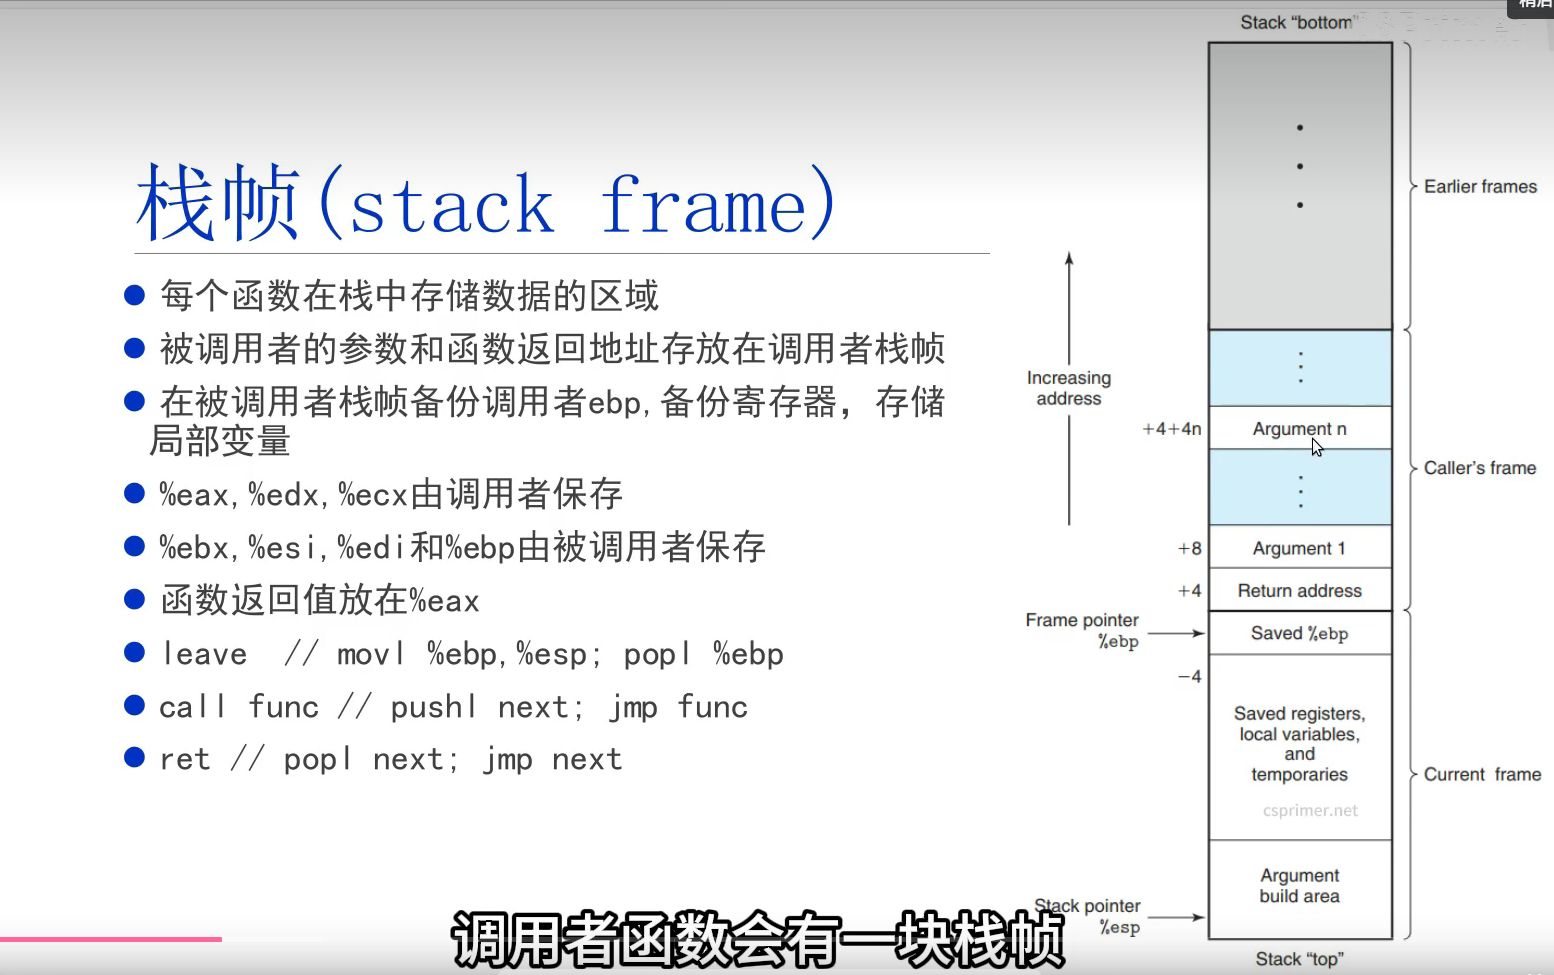 稍后
Stack “bottom”
栈帧(stack frame)
每个函数在栈中存储数据的区域
被调用者的参数和函数返回地址存放在调用者栈帧
在被调用者栈帧备份调用者ebp,备份寄存器，存储
局部变量
%eax,%edx,%ecx由调用者保存
%ebx,%esi,%edi和%ebp由被调用者保存
函数返回值放在%eax
leave // movl %ebp,%esp; popl %ebp
call func // pushl next; jmp func
ret // popl next; jmp next
Earlier frames
Increasing
address
+4+4n
Argument n
Caller’s frame
+8
Argument 1
+4
Return address
Frame pointer
%ebp
Saved %ebp
−4
Saved registers,
local variables,
and
temporaries
csprimer.net
Current frame
Argument
build area
Stack pointer
%esp
Stack “top”
调用者函数会有一块栈帧